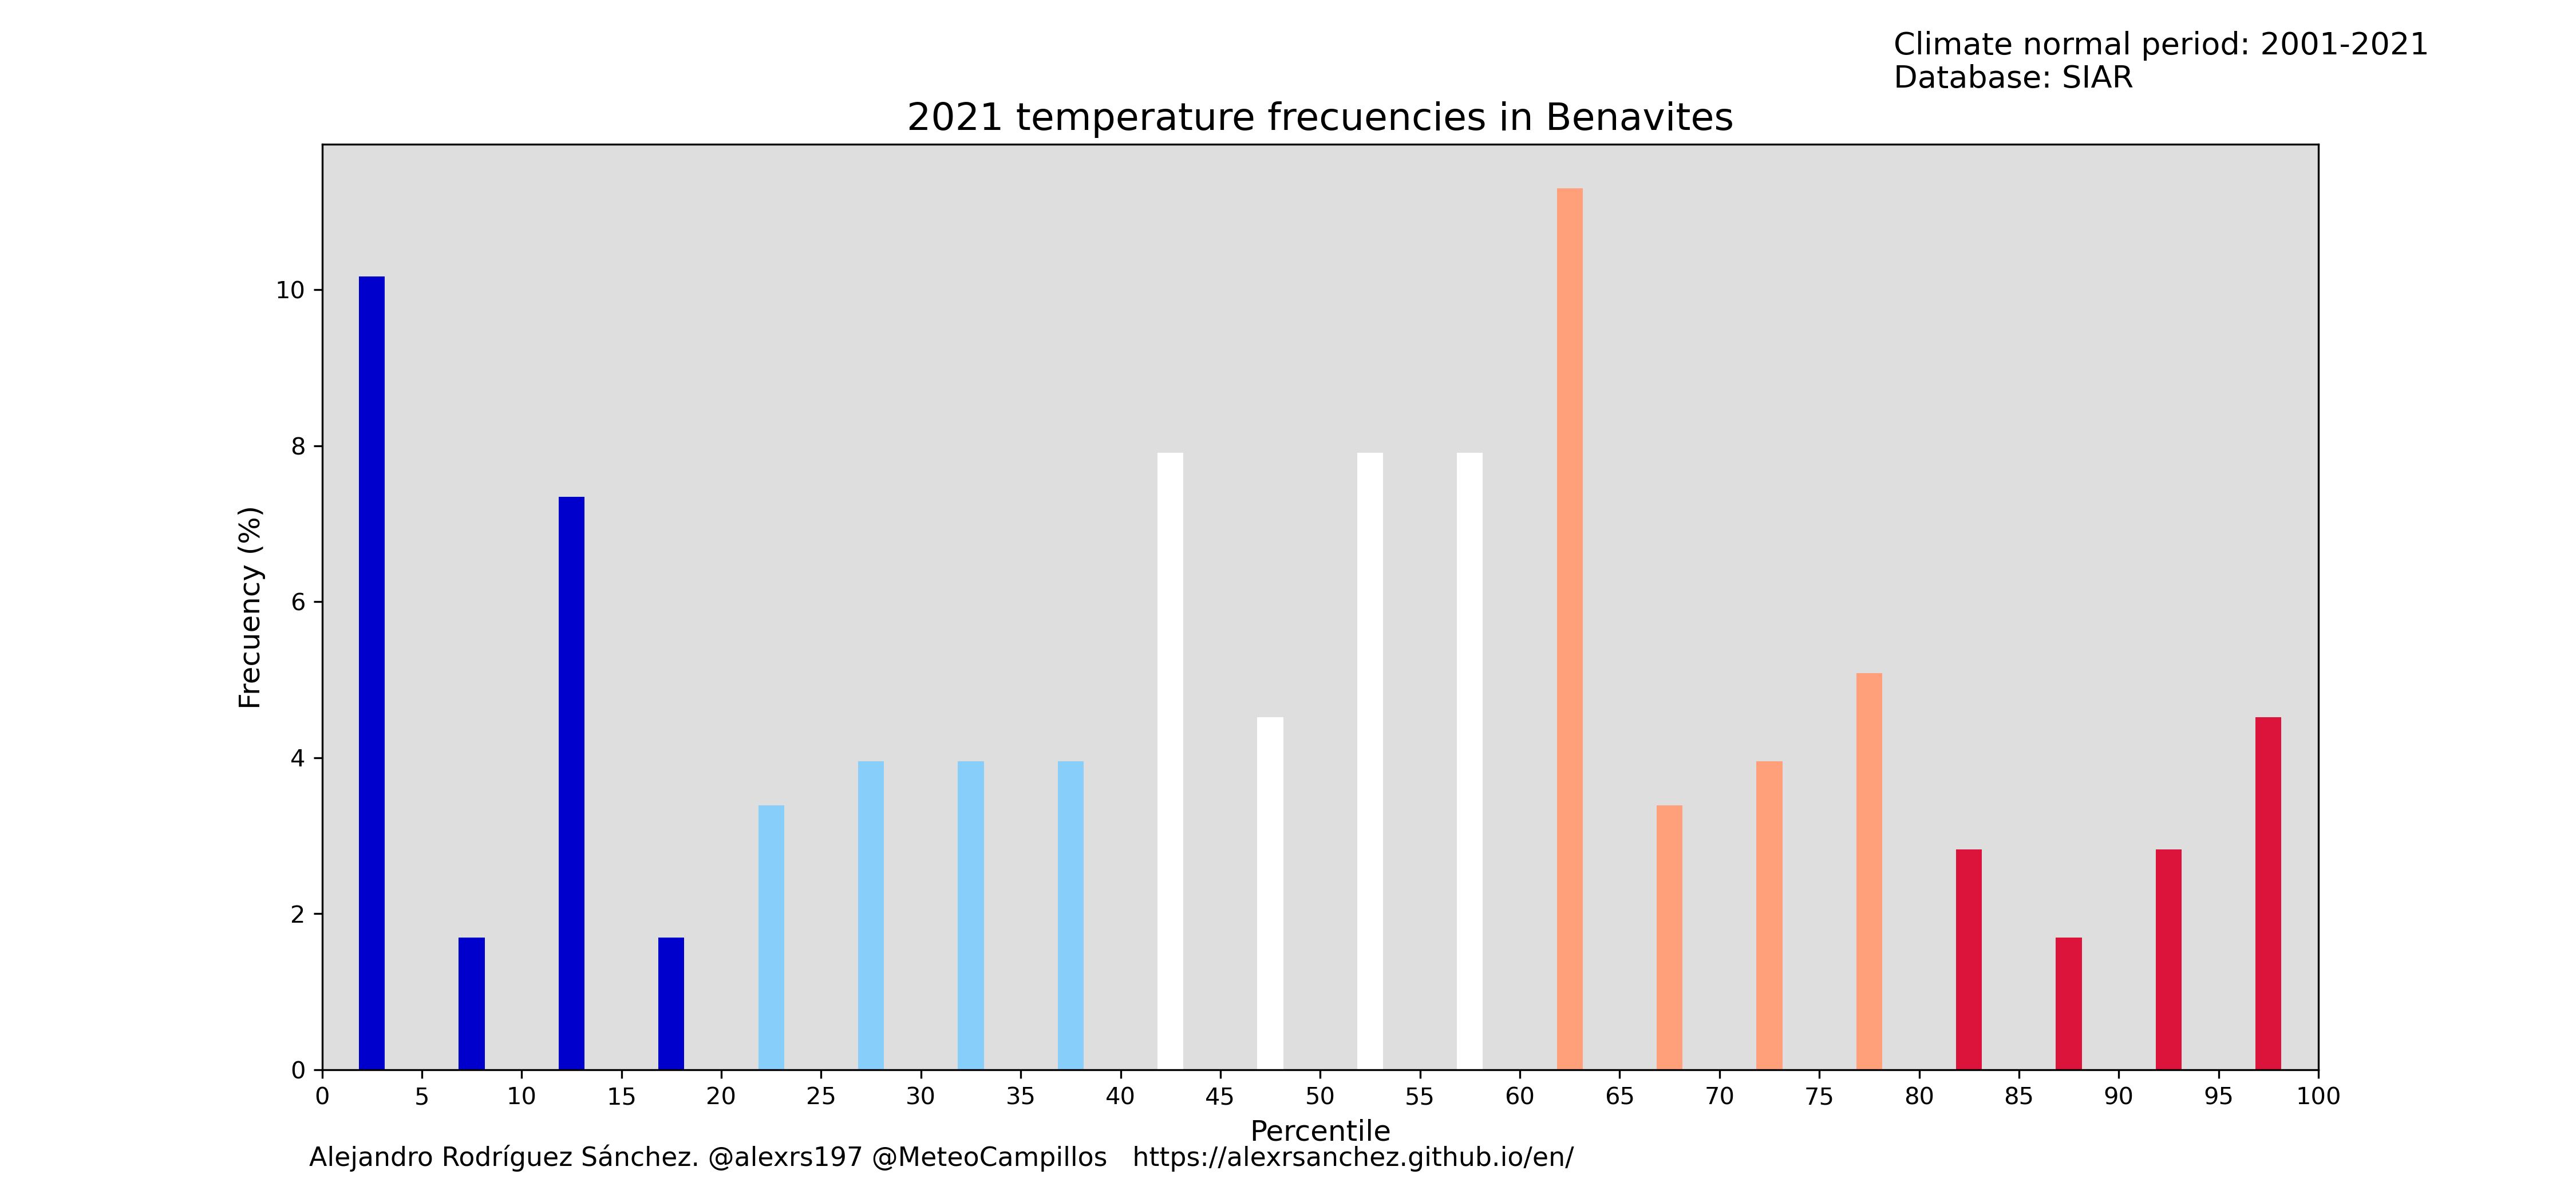 Climate normal period: 2001-2021
Database: SIAR
2021 temperature frecuencies in Benavites
Frecuency (%)
10
8
6
4
2
0
0 5 10 15 20 25 30 35 40 45 50 55 60 65 70 75 80 85 90 95 100
Percentile
Alejandro Rodríguez Sánchez. @alexrs197 @MeteoCampillos https://alexrsanchez.github.io/en/